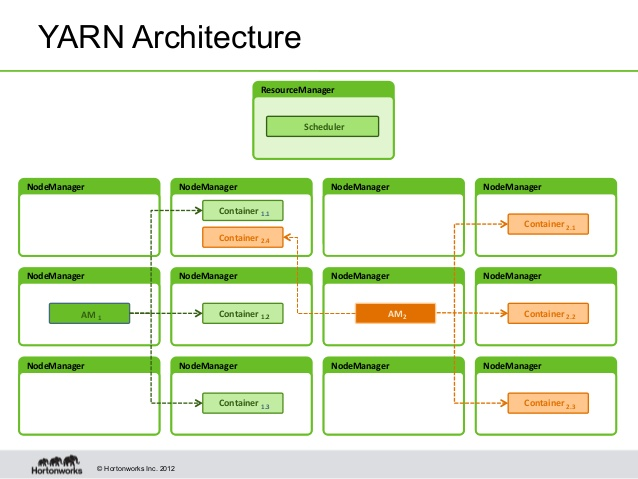 YARN Architecture
ResourceManager
Scheduler
NodeManager NodeManager NodeManager NodeManager
Container 1.1
Container 2.4
Container 2.1
NodeManager NodeManager NodeManager NodeManager
AM 1
Container 1.2
AM2
Container 2.2
NodeManager NodeManager NodeManager NodeManager
Container 1.3
Container 2.3
Hortonworks
© Hortonworks Inc. 2012